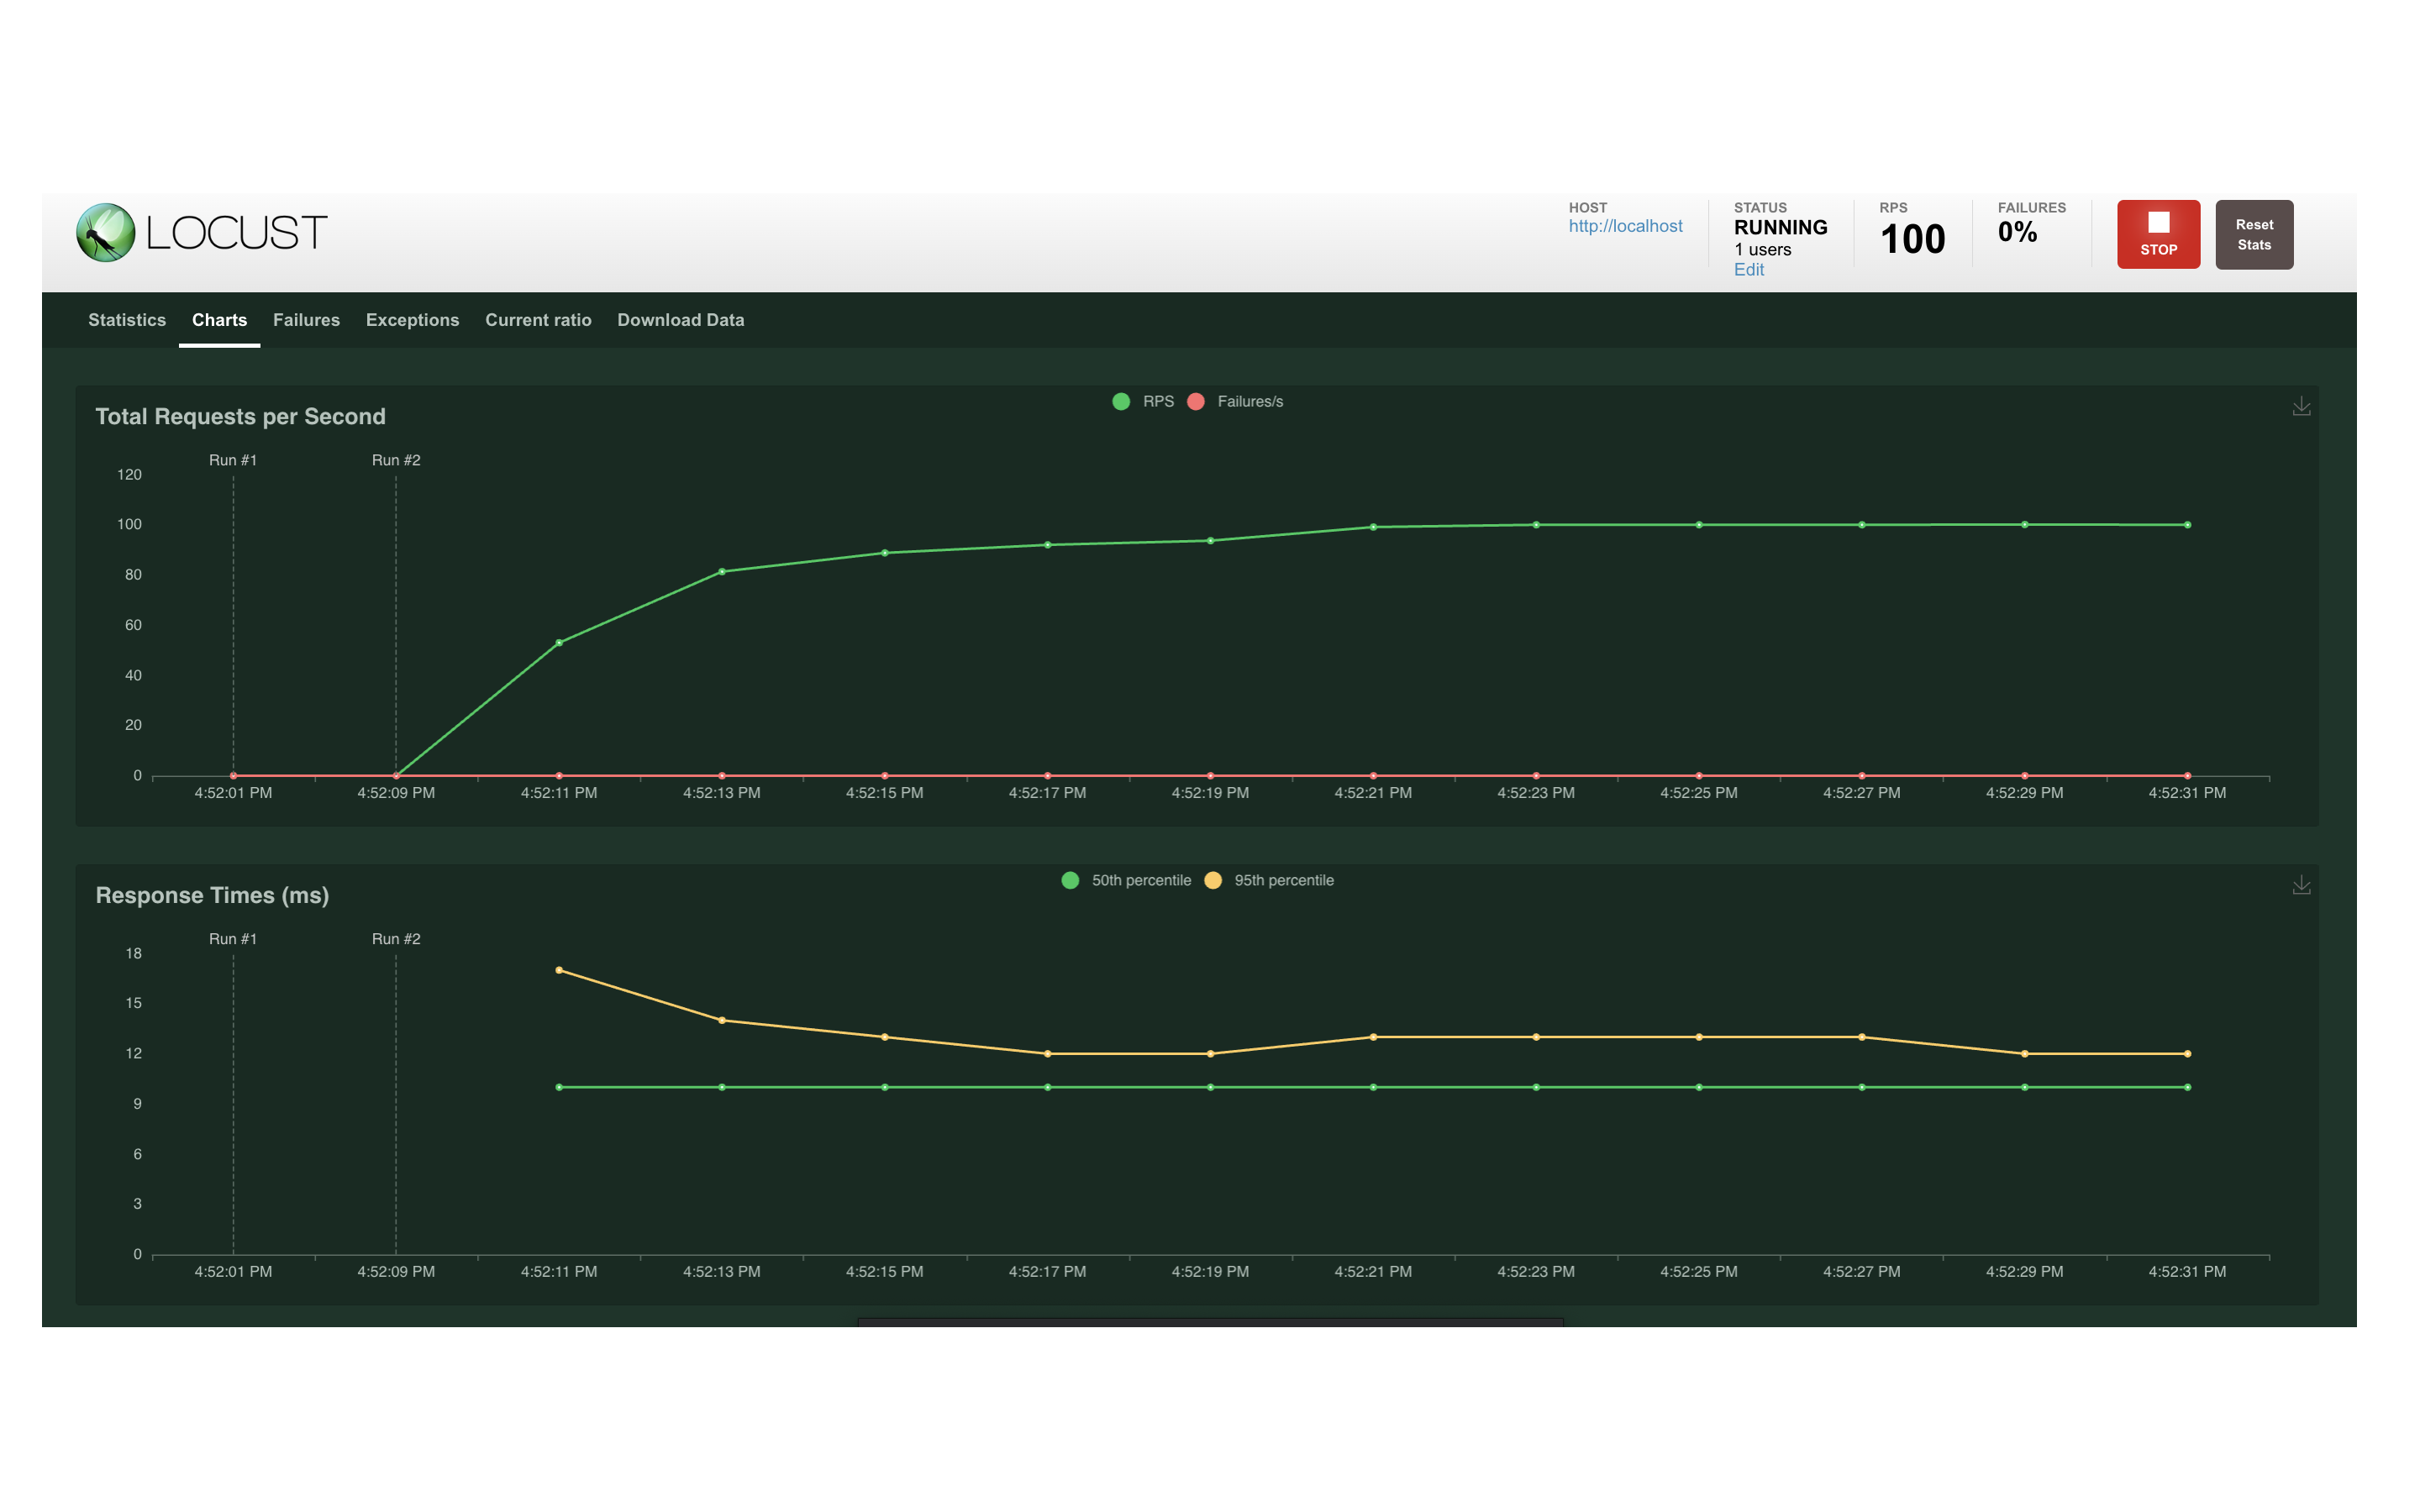 LOCUST
HOST
http://localhost
STATUS
RUNNING
1 users
Edit
RPS
100
FAILURES
0%
STOP
Reset
Stats
Statistics Charts Failures Exceptions Current ratio Download Data
Total Requests per Second
RPS Failures/s
Run #1 Run #2
120
100
80
60
40
20
0
4:52:01 PM 4:52:09 PM 4:52:11 PM 4:52:13 PM 4:52:15 PM 4:52:17 PM 4:52:19 PM 4:52:21 PM 4:52:23 PM 4:52:25 PM 4:52:27 PM 4:52:29 PM 4:52:31 PM
Response Times (ms)
50th percentile 95th percentile
Run #1 Run #2
18
15
12
9
6
3
0
4:52:01 PM 4:52:09 PM 4:52:11 PM 4:52:13 PM 4:52:15 PM 4:52:17 PM 4:52:19 PM 4:52:21 PM 4:52:23 PM 4:52:25 PM 4:52:27 PM 4:52:29 PM 4:52:31 PM